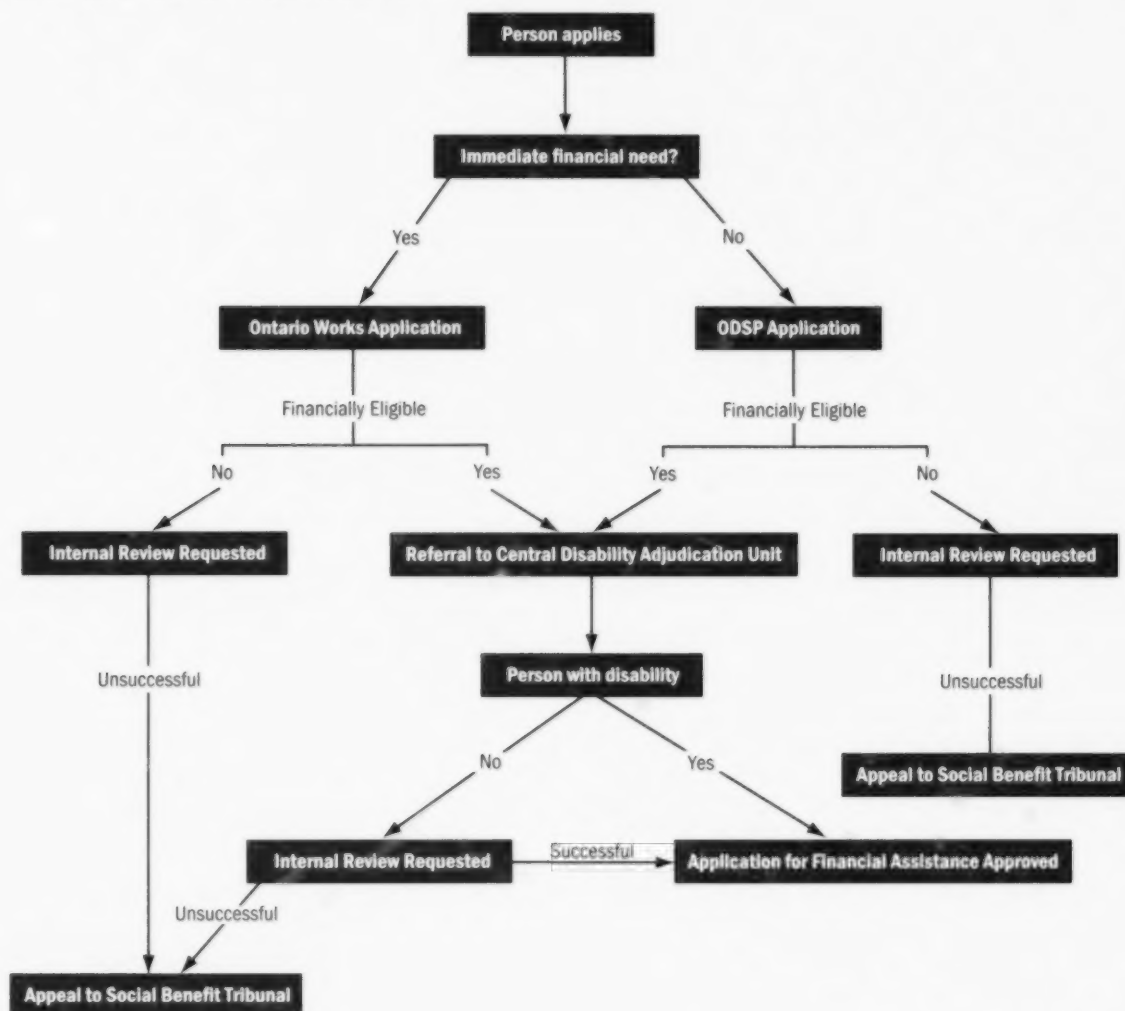 Person applies
Immediate financial need?
Yes
No
Ontario Works Application
ODSP Application
Financially Eligible
Financially Eligible
No
Yes
Yes
No
Internal Review Requested
Referral to Central Disability Adjudication Unit
Internal Review Requested
Person with disability
Unsuccessful
Unsuccessful
No
Yes
Appeal to Social Benefit Tribunal
Internal Review Requested
Successful
Application for Financial Assistance Approved
Unsuccessful
Appeal to Social Benefit Tribunal